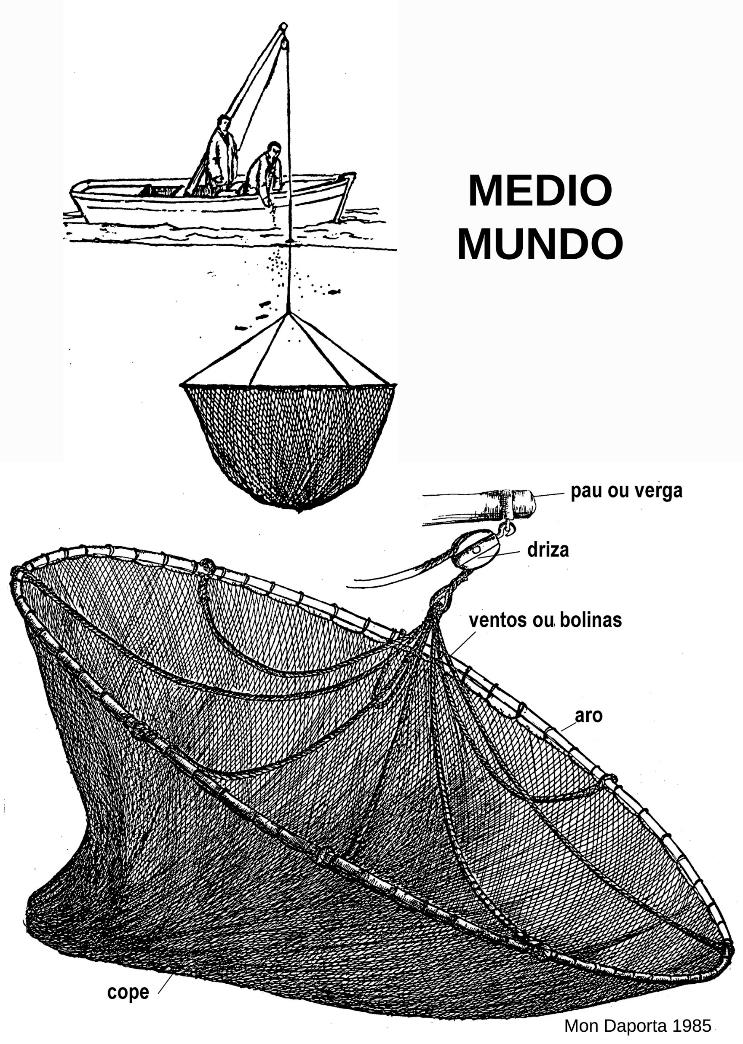 MEDIO
MUNDO
pau ou verga
driza
ventos ou bolinas
aro
cope
Mon Daporta 1985